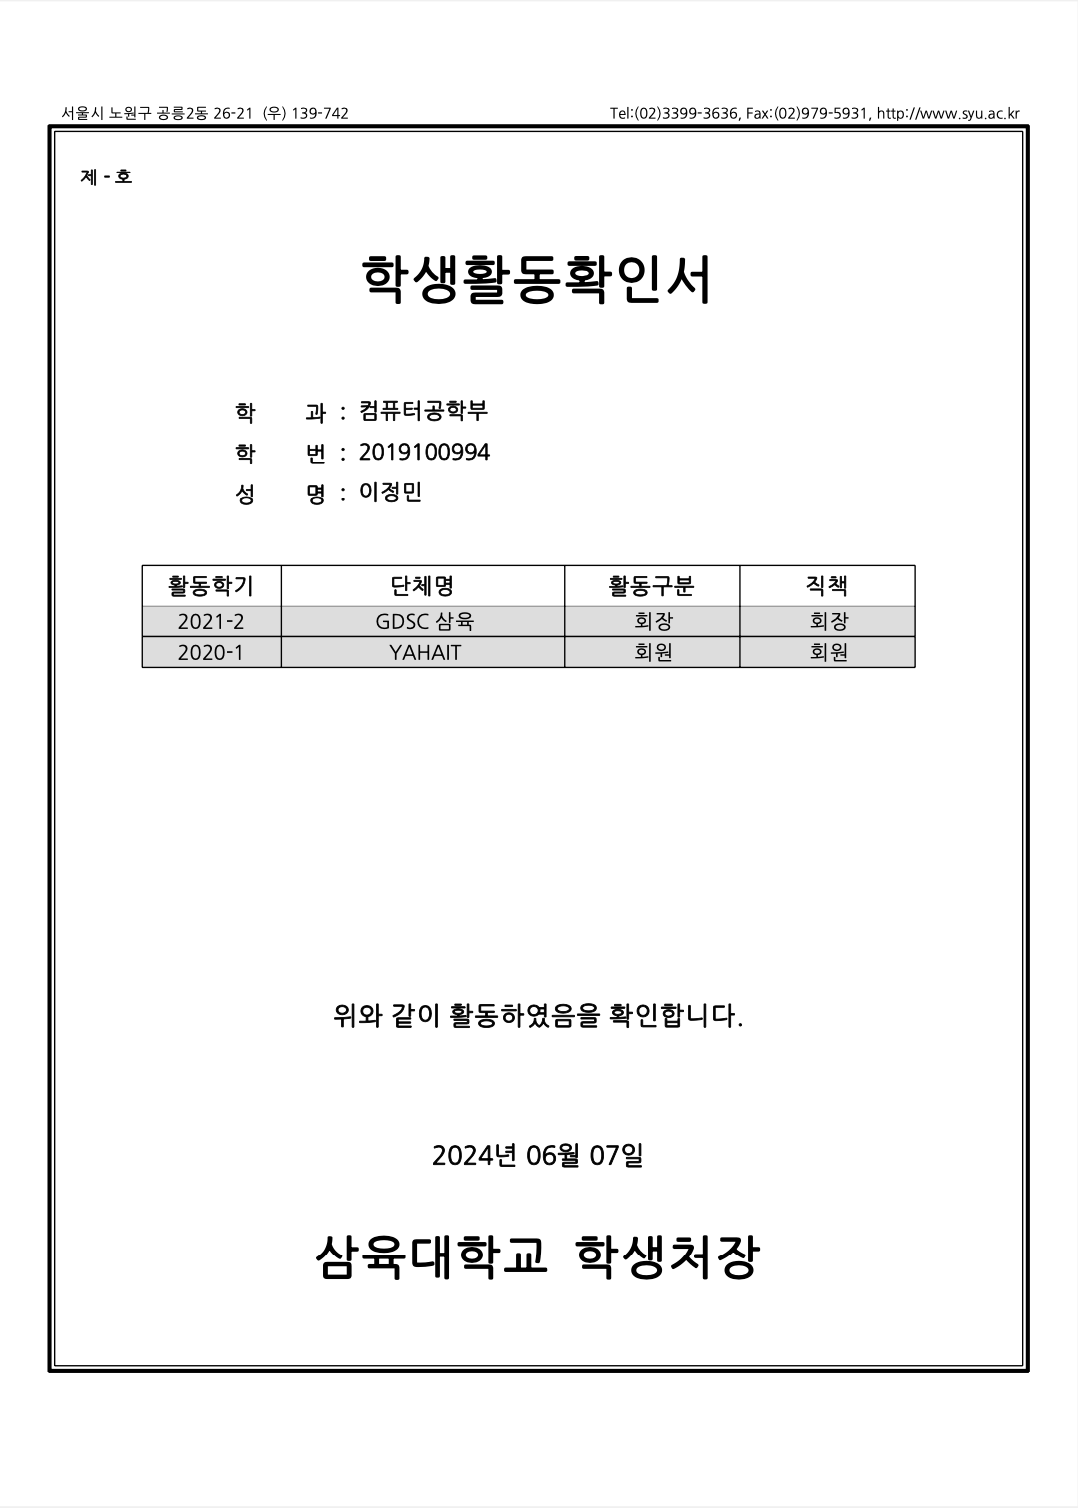 서울시 노원구 공릉2동 26-21 (우) 139-742 Tel:(02)3399-3636, Fax:(02)979-5931, http://www.syu.ac.kr
제 - 호
학생활동확인서
학 과 : 컴퓨터공학부
학 번 : 2019100994
성 명 : 이정민
활동학기 단체명 활동구분 직책
2021-2 GDSC 삼육 회장 회장
2020-1 YAHAIT 회원 회원
위와 같이 활동하였음을 확인합니다.
2024년 06월 07일
삼육대학교 학생처장